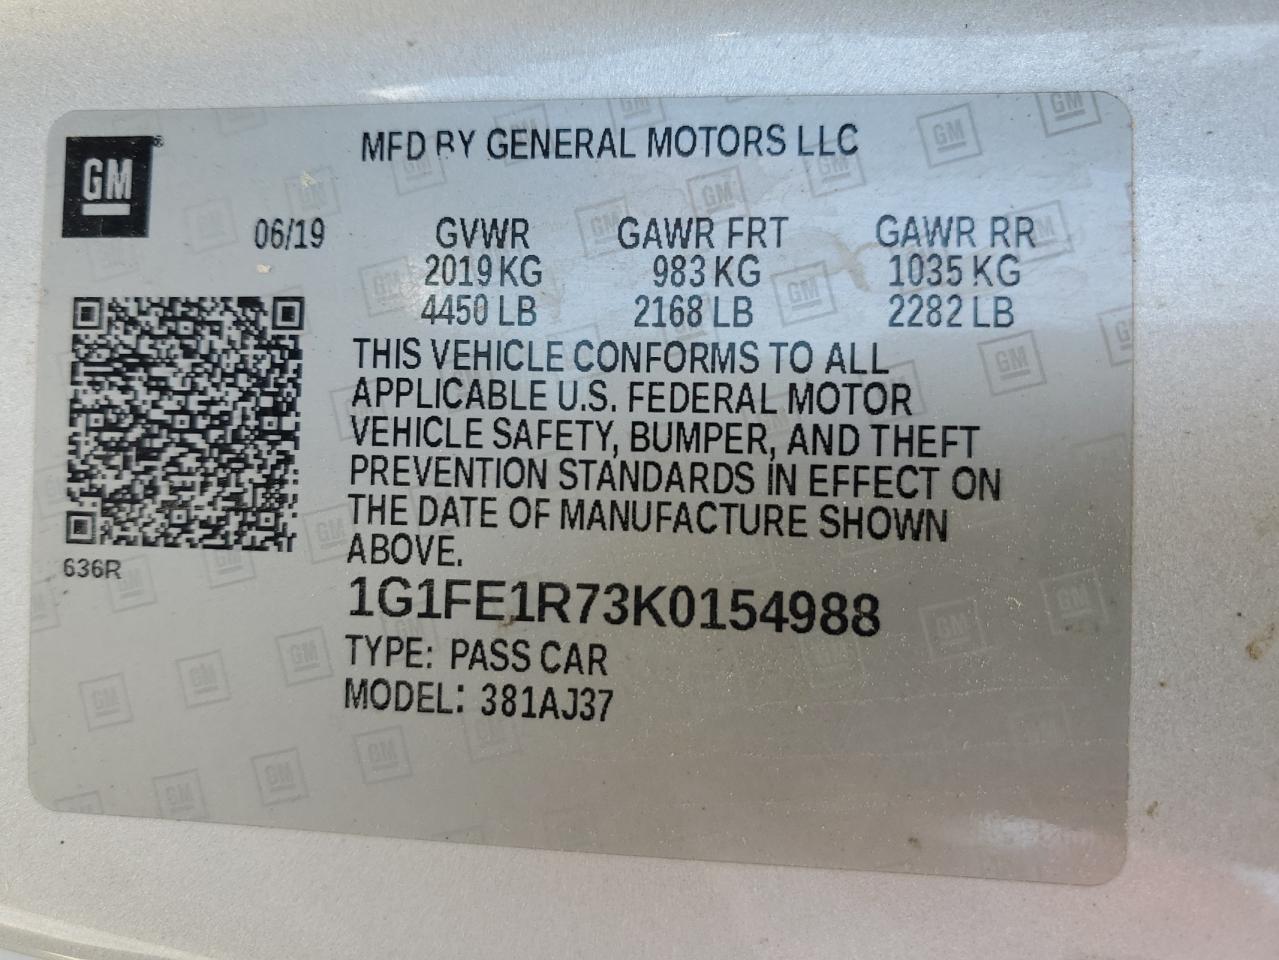 GM
MFD BY GENERAL MOTORS LLC
06/19 GVWR GAWR FRT GAWR RR
2019 KG 983 KG 1035 KG
4450 LB 2168 LB 2282 LB
THIS VEHICLE CONFORMS TO ALL
APPLICABLE U.S. FEDERAL MOTOR
VEHICLE SAFETY, BUMPER, AND THEFT
PREVENTION STANDARDS IN EFFECT ON
THE DATE OF MANUFACTURE SHOWN
ABOVE.
636R
1G1FE1R73K0154988
TYPE: PASS CAR
MODEL: 381AJ37